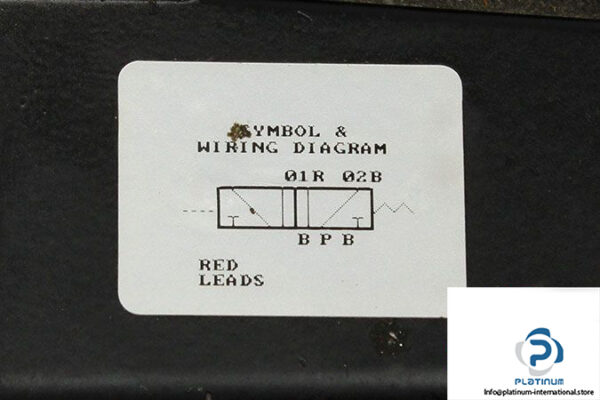 SYMBOL &
WIRING DIAGRAM
01R 02B
B P B
RED
LEADS
PLATINUM
Info@platinum-international.store